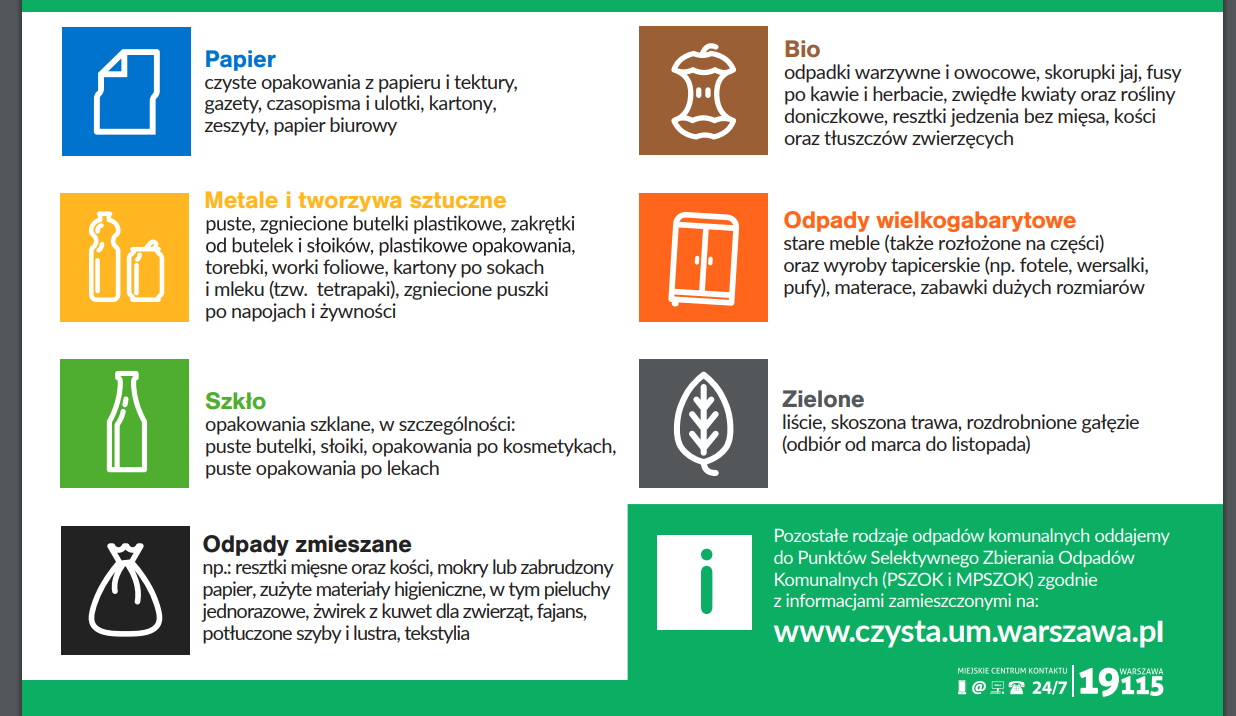 Papier
czyste opakowania z papieru i tektury,
gazety, czasopisma i ulotki, kartony,
zeszyty, papier biurowy
Metale i tworzywa sztuczne
puste, zgniecione butelki plastikowe, zakrętki
od butelek i słoików, plastikowe opakowania,
torebki, worki foliowe, kartony po sokach
i mleku (tzw. tetrapaki), zgniecione puszki
po napojach i żywności
Szkło
opakowania szklane, w szczególności:
puste butelki, słoiki, opakowania po kosmetykach,
puste opakowania po lekach
Odpady zmieszane
np.: resztki mięsne oraz kości, mokry lub zabrudzony
papier, zużyte materiały higieniczne, w tym pieluchy
jednorazowe, żwirek z kuwet dla zwierząt, fajans,
potłuczone szyby i lustra, tekstylia
Bio
odpadki warzywne i owocowe, skorupki jaj, fusy
po kawie i herbacie, zwiędłe kwiaty oraz rośliny
doniczkowe, resztki jedzenia bez mięsa, kości
oraz tłuszczów zwierzęcych
Odpady wielkogabarytowe
stare meble (także rozłożone na części)
oraz wyroby tapicerskie (np. fotele, wersalki,
pufy), materace, zabawki dużych rozmiarów
Zielone
liście, skoszona trawa, rozdrobnione gałęzie
(odbiór od marca do listopada)
i
Pozostałe rodzaje odpadów komunalnych oddajemy
do Punktów Selektywnego Zbierania Odpadów
Komunalnych (PSZOK i MPSZOK) zgodnie
z informacjami zamieszczonymi na:
www.czysta.um.warszawa.pl
MIEJSKIE CENTRUM KONTAKTU
@ 24/7
WARSZAWA
19115